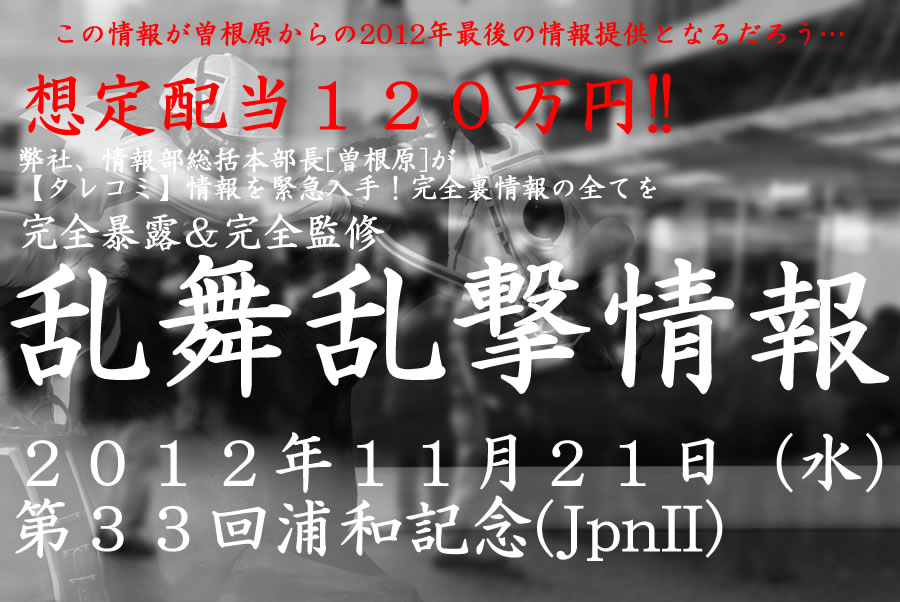 この情報が曽根原からの2012年最後の情報提供となるだろう…
想定配当１２０万円!!
弊社、情報部総括本部長[曽根原]が
【タレコミ】情報を緊急入手！完全裏情報の全てを
完全暴露＆完全監修
乱舞乱撃情報
２０１２年１１月２１日（水）
第３３回浦和記念(JpnII)